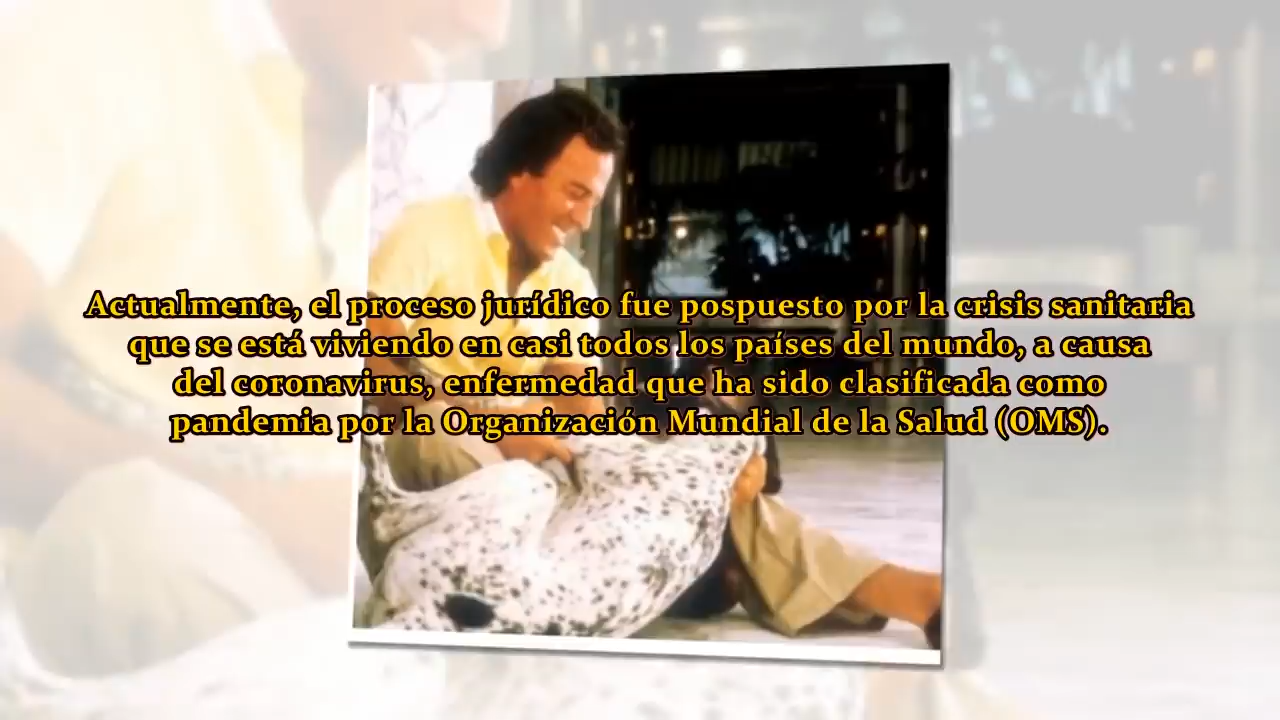 Actualmente, el proceso jurídico fue pospuesto por la crisis sanitaria
que se está viviendo en casi todos los países del mundo, a causa
del coronavirus, enfermedad que ha sido clasificada como
pandemia por la Organización Mundial de la Salud (OMS).